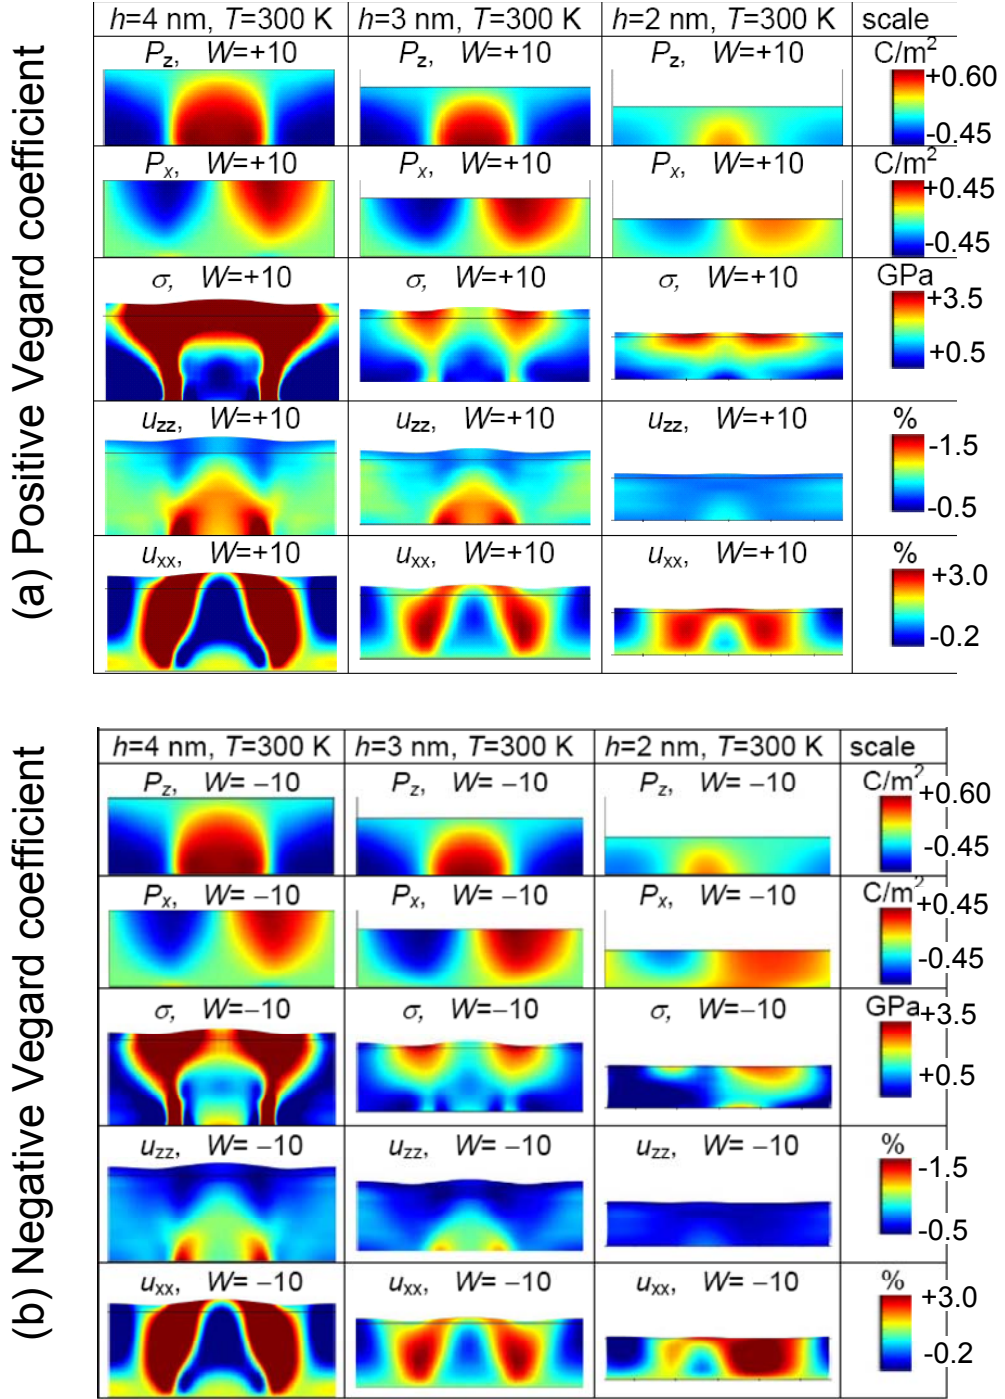 (a) Positive Vegard coefficient
h=4 nm, T=300 K h=3 nm, T=300 K h=2 nm, T=300 K scale
Pz, W=+10 Pz, W=+10 Pz, W=+10 C/m²
+0.60
-0.45
Px, W=+10 Px, W=+10 Px, W=+10 C/m²
+0.45
-0.45
σ, W=+10 σ, W=+10 σ, W=+10 GPa
+3.5
+0.5
uzz, W=+10 uzz, W=+10 uzz, W=+10 %
-1.5
-0.5
uxx, W=+10 uxx, W=+10 uxx, W=+10 %
+3.0
-0.2
(b) Negative Vegard coefficient
h=4 nm, T=300 K h=3 nm, T=300 K h=2 nm, T=300 K scale
Pz, W= −10 Pz, W= −10 Pz, W= −10 C/m²
+0.60
-0.45
Px, W= −10 Px, W= −10 Px, W= −10 C/m²
+0.45
-0.45
σ, W=−10 σ, W=−10 σ, W=−10 GPa
+3.5
+0.5
uzz, W= −10 uzz, W= −10 uzz, W= −10 %
-1.5
-0.5
uxx, W= −10 uxx, W= −10 uxx, W= −10 %
+3.0
-0.2